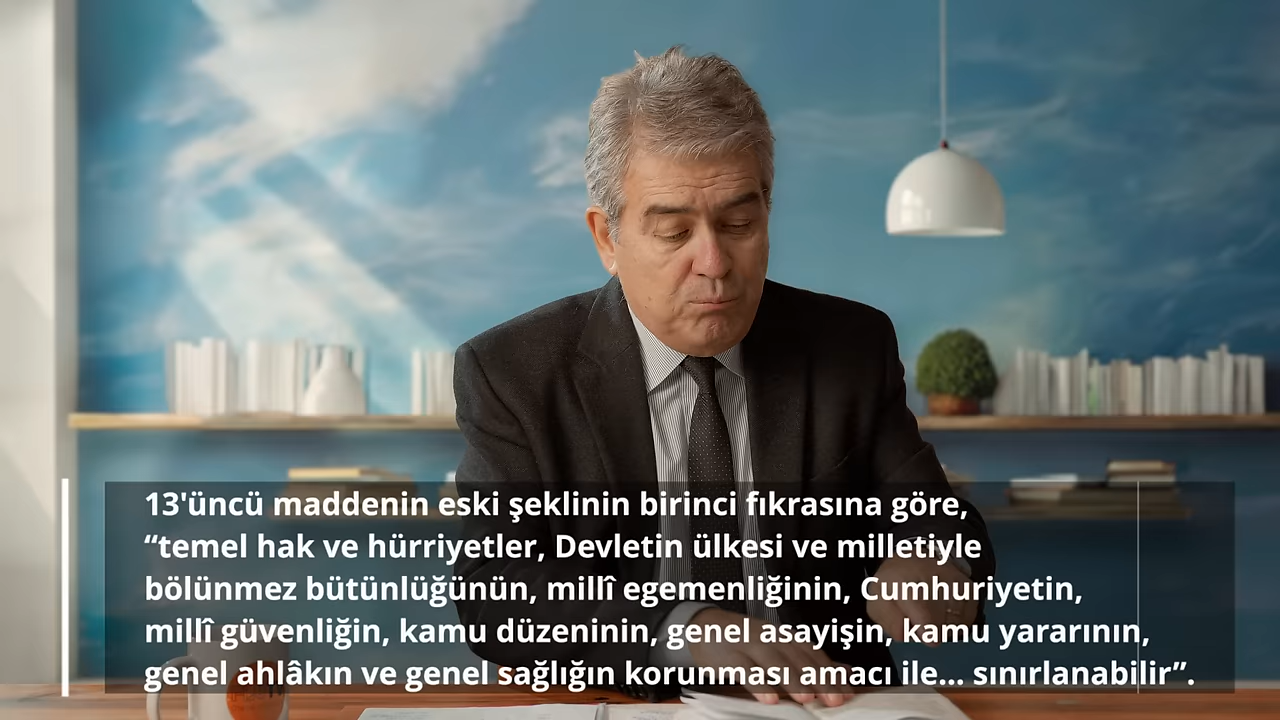 13'üncü maddenin eski şeklinin birinci fıkrasına göre,
“temel hak ve hürriyetler, Devletin ülkesi ve milletiyle
bölünmez bütünlüğünün, millî egemenliğinin, Cumhuriyetin,
millî güvenliğin, kamu düzeninin, genel asayişin, kamu yararının,
genel ahlâkın ve genel sağlığın korunması amacı ile... sınırlanabilir”.